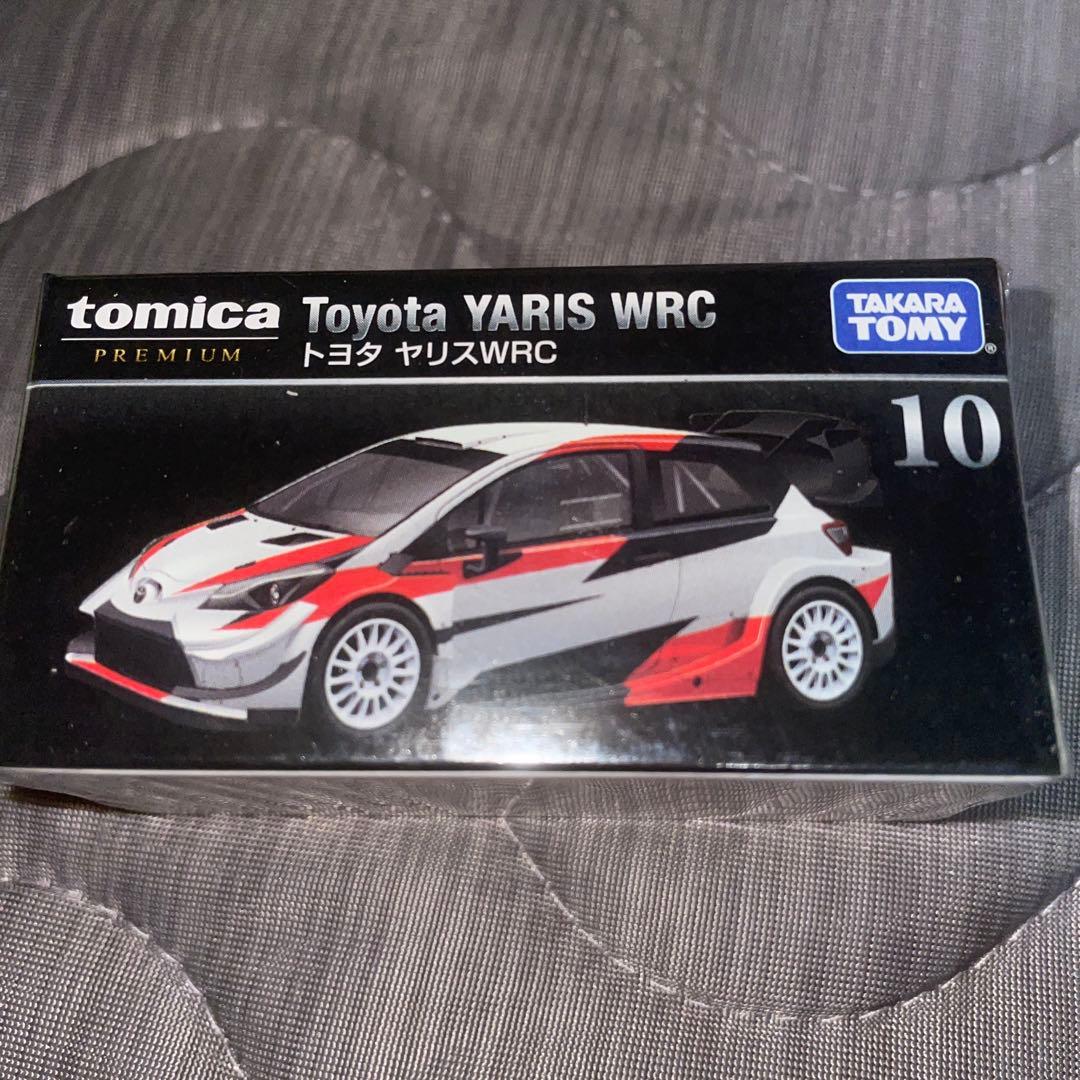 tomica
PREMIUM
Toyota YARIS WRC
トヨタ ヤリスWRC
TAKARA
TOMY
®
10